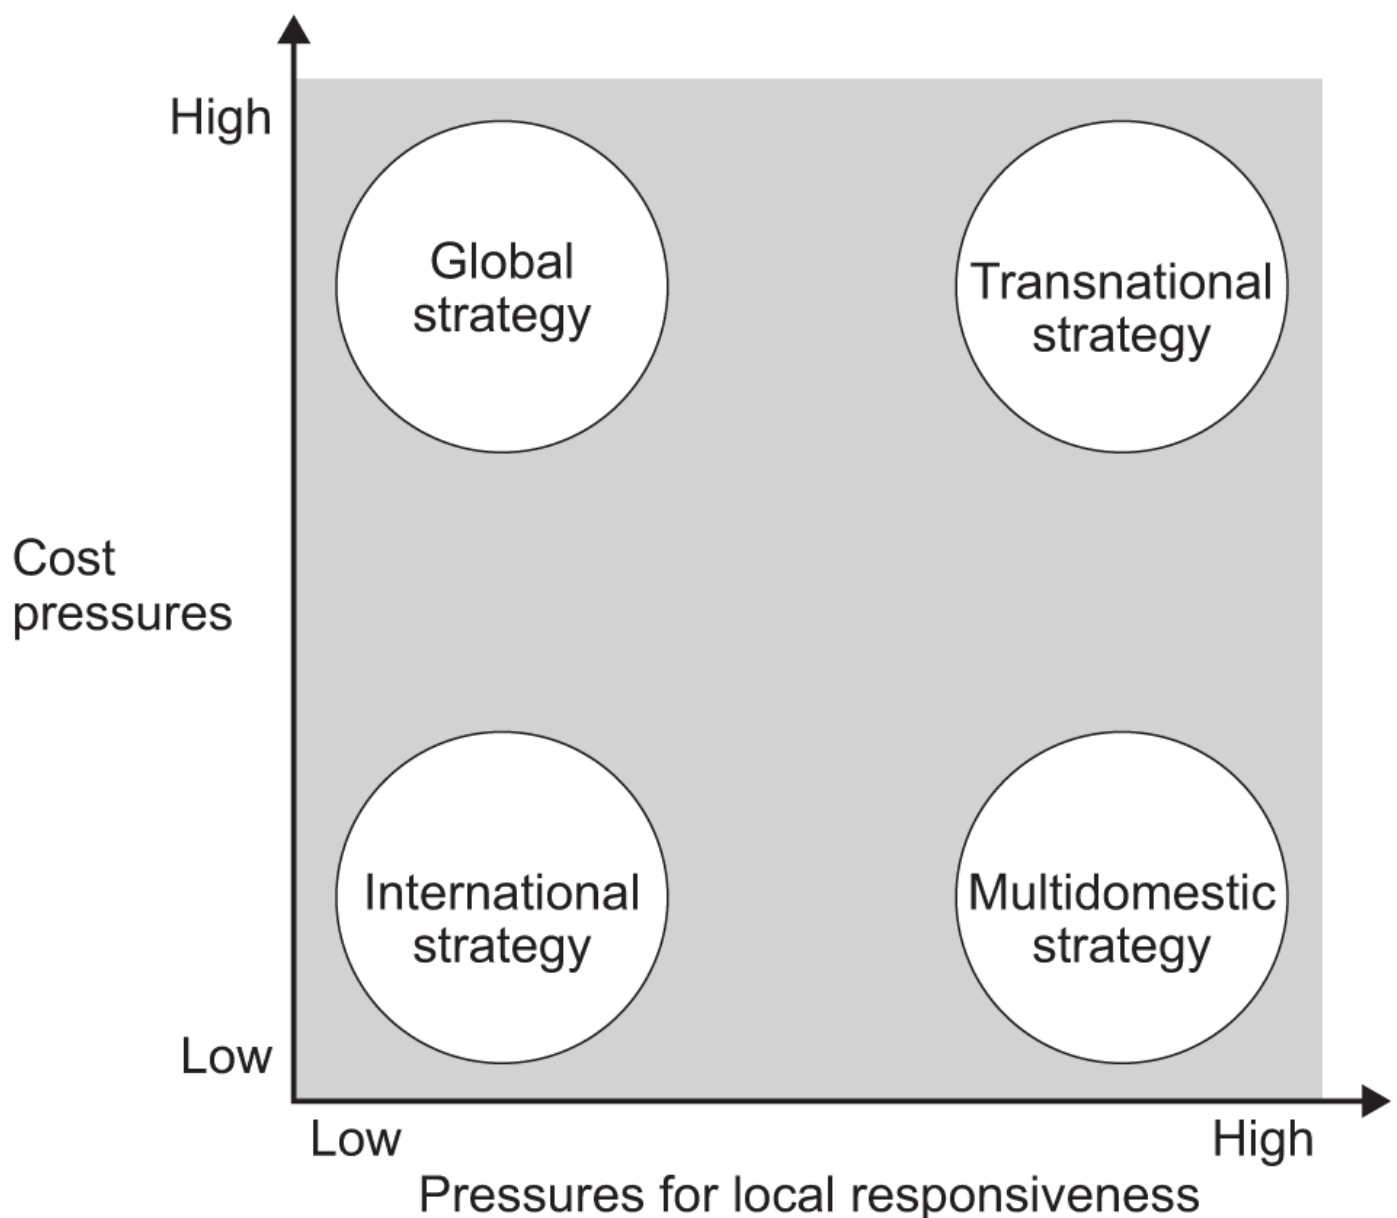 High
Global
strategy
Transnational
strategy
Cost
pressures
International
strategy
Multidomestic
strategy
Low
Low
High
Pressures for local responsiveness